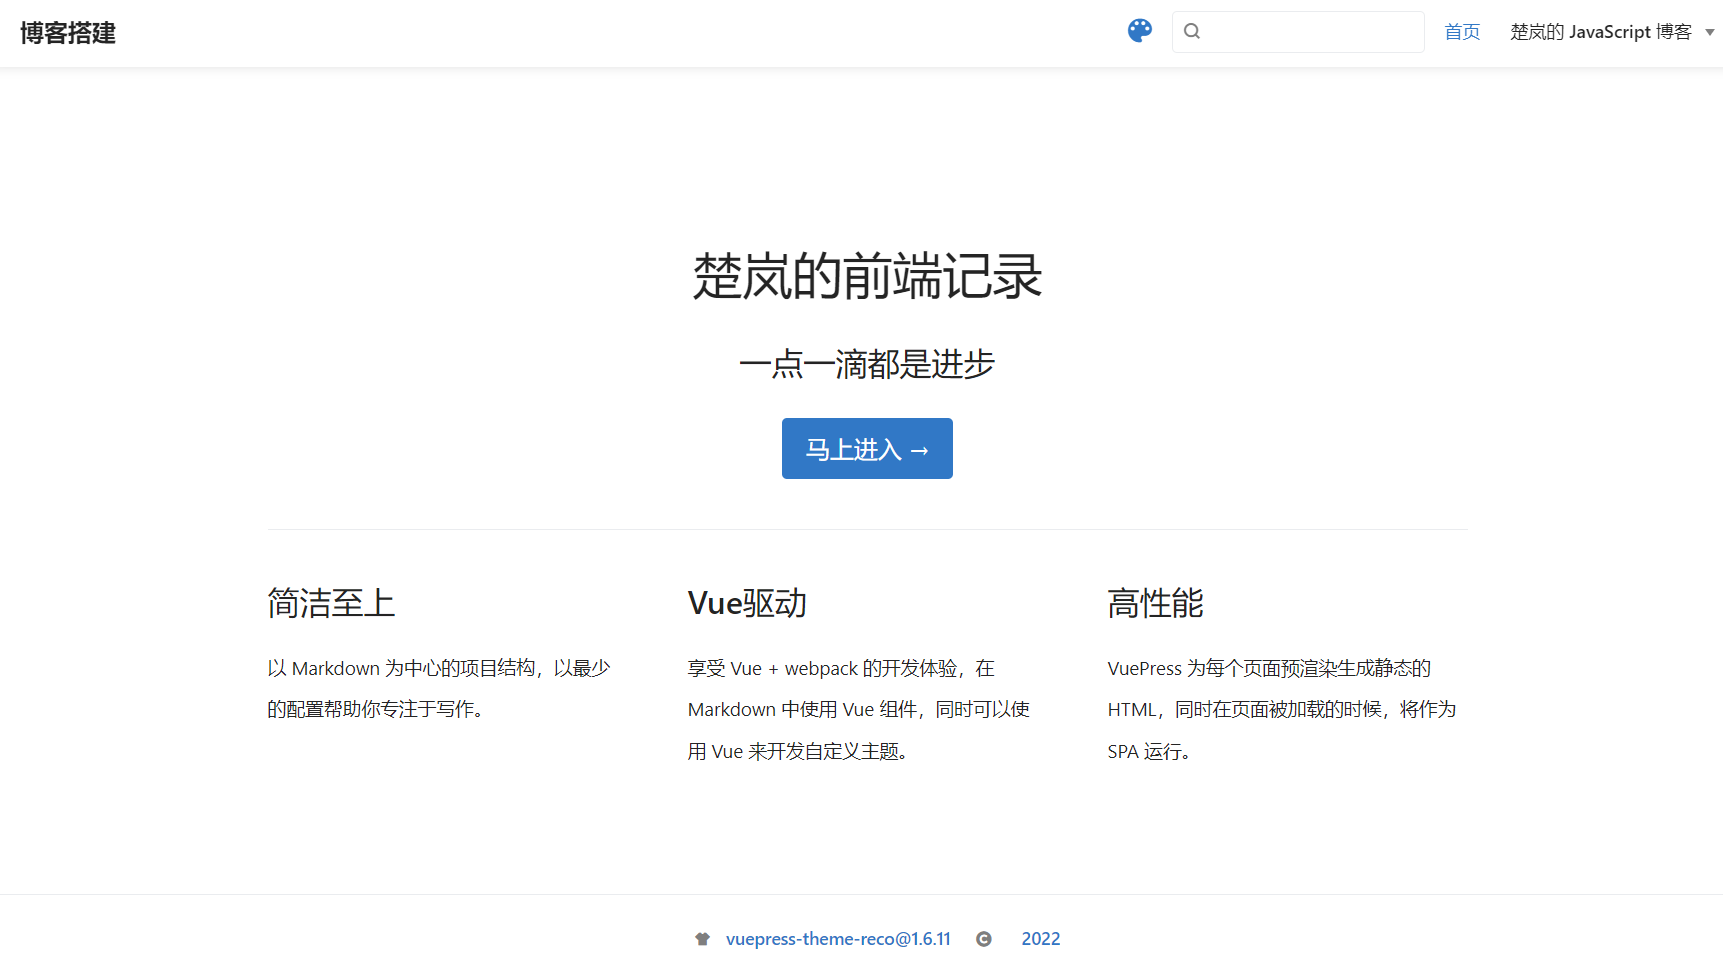 博客搭建
首页
楚岚的 JavaScript 博客
楚岚的前端记录
一点一滴都是进步
马上进入 →
简洁至上
以 Markdown 为中心的项目结构，以最少
的配置帮助你专注于写作。
Vue驱动
享受 Vue + webpack 的开发体验，在
Markdown 中使用 Vue 组件，同时可以使
用 Vue 来开发自定义主题。
高性能
VuePress 为每个页面预渲染生成静态的
HTML，同时在页面被加载的时候，将作为
SPA 运行。
vuepress-theme-reco@1.6.11 © 2022